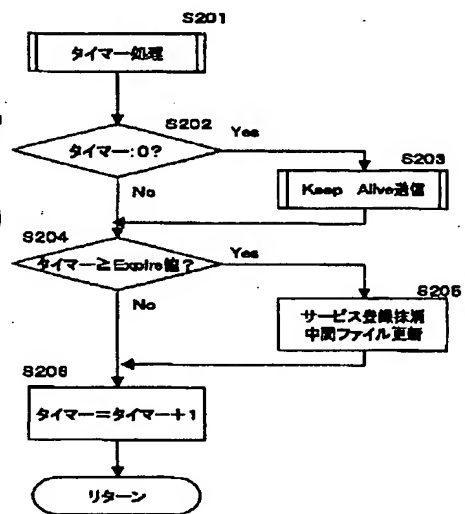 S201
タイマー処理
S202
タイマー:0?
Yes
S203
No
Keep Alive送信
S204
タイマー≧Expire値?
Yes
S205
No
サービス登録抹消
中間ファイル更新
S206
タイマー=タイマー+1
リターン